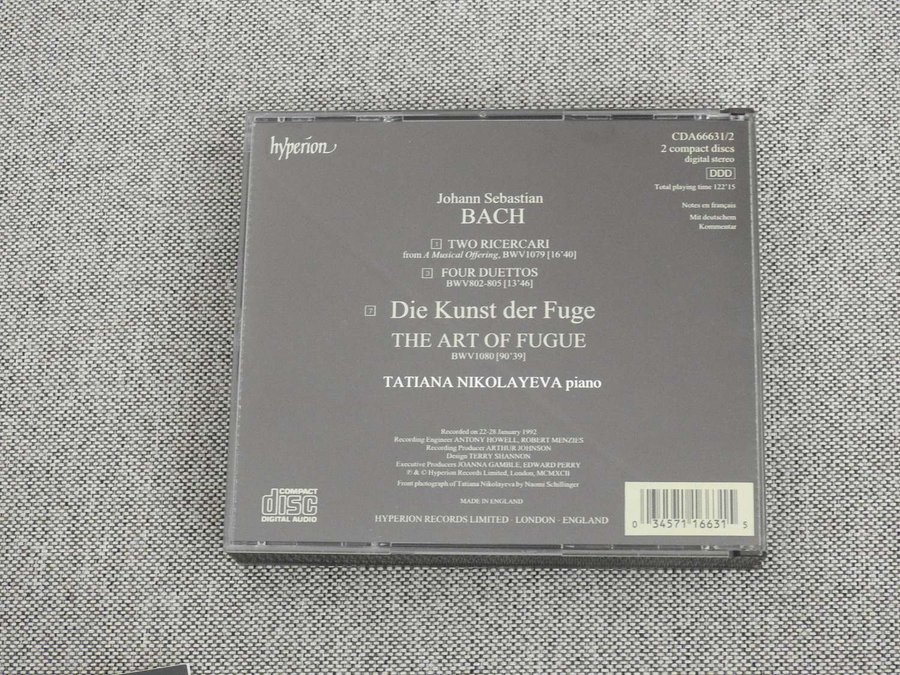 hyperion
CDA66631/2
2 compact discs
digital stereo
DDD
Total playing time 122'15
Notes en français
Mit deutschem
Kommentar
Johann Sebastian
BACH
1 TWO RICERCARI
from A Musical Offering, BWV1079 [16'40]
3 FOUR DUETTOS
BWV802-805 [13'46]
7 Die Kunst der Fuge
THE ART OF FUGUE
BWV1080 [90'39]
TATIANA NIKOLAYEVA piano
Recorded on 22-28 January 1992
Recording Engineer ANTONY HOWELL, ROBERT MENZIES
Recording Producer ARTHUR JOHNSON
Design TERRY SHANNON
Executive Producers JOANNA GAMBLE, EDWARD PERRY
℗ & © Hyperion Records Limited, London, MCMXCII
Front photograph of Tatiana Nikolayeva by Naomi Schillinger
MADE IN ENGLAND
HYPERION RECORDS LIMITED · LONDON · ENGLAND
COMPACT
disc
DIGITAL AUDIO
0 34571 16631 5